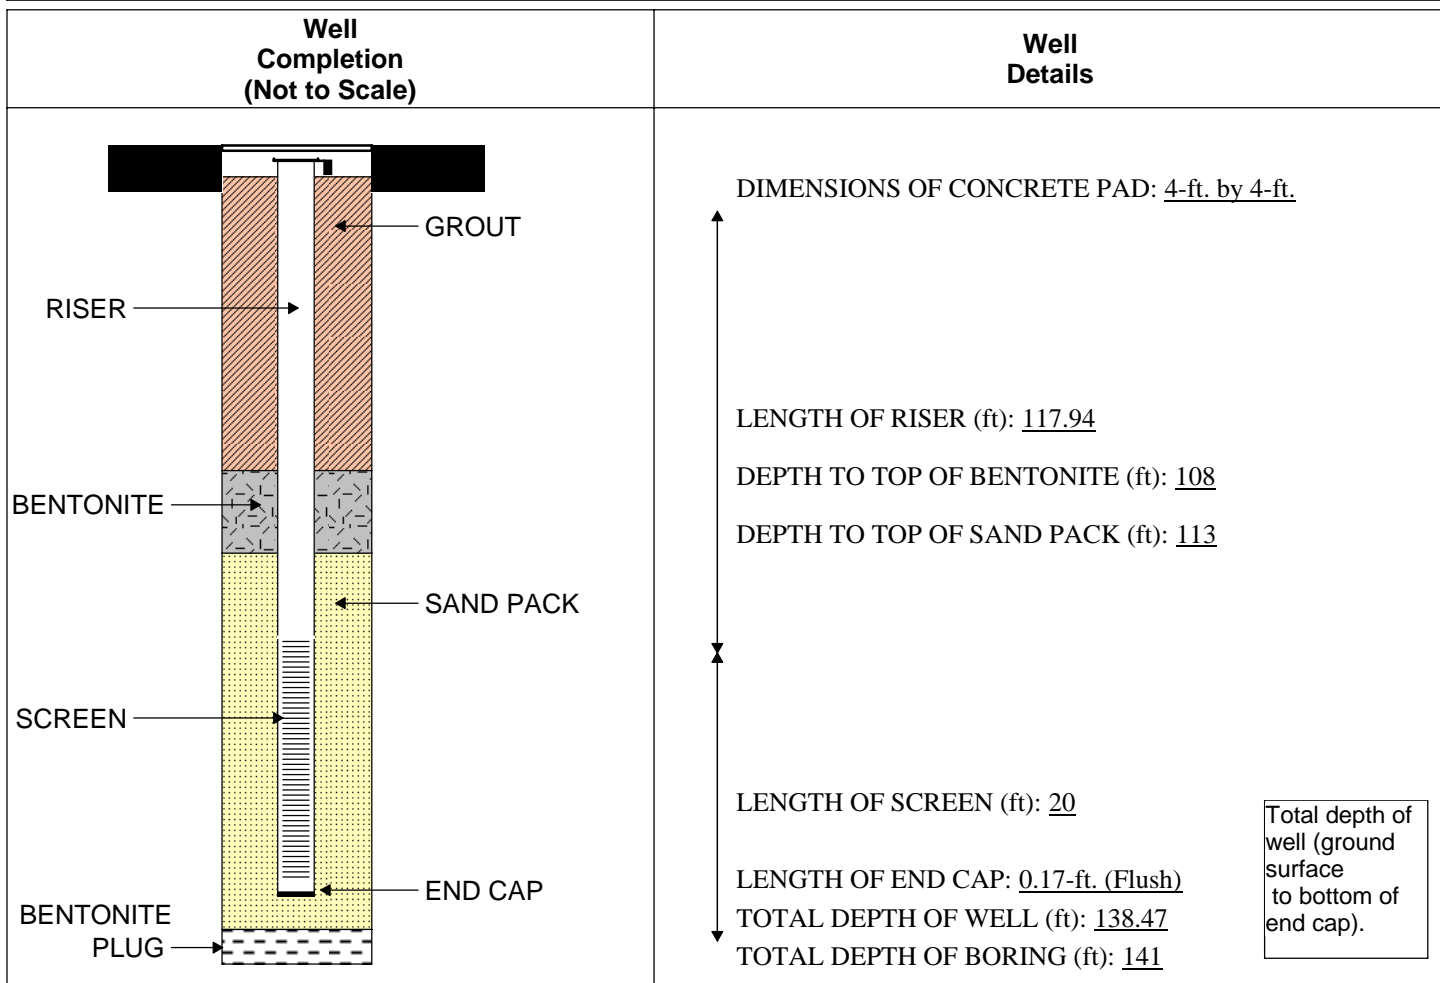 Well
Completion
(Not to Scale)
Well
Details
GROUT
RISER
BENTONITE
SAND PACK
SCREEN
END CAP
BENTONITE
PLUG
DIMENSIONS OF CONCRETE PAD: 4-ft. by 4-ft.
LENGTH OF RISER (ft): 117.94
DEPTH TO TOP OF BENTONITE (ft): 108
DEPTH TO TOP OF SAND PACK (ft): 113
LENGTH OF SCREEN (ft): 20
LENGTH OF END CAP: 0.17-ft. (Flush)
TOTAL DEPTH OF WELL (ft): 138.47
TOTAL DEPTH OF BORING (ft): 141
Total depth of
well (ground
surface
to bottom of
end cap).